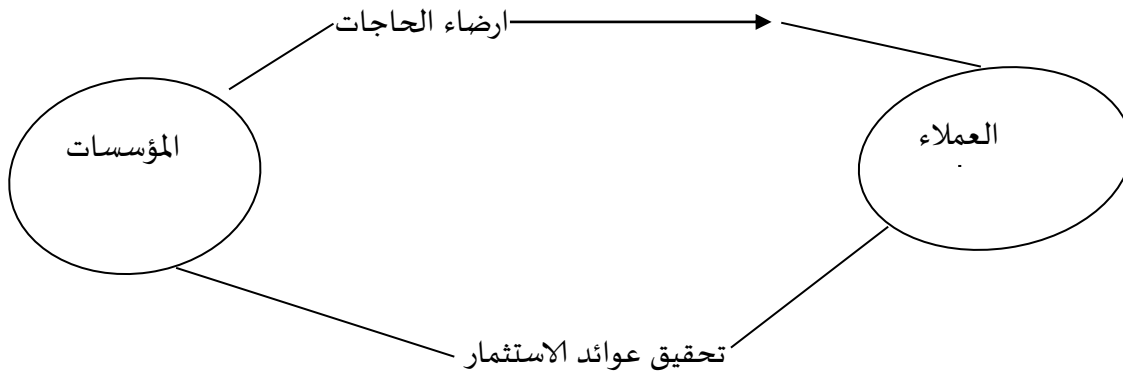 ارضاء الحاجات
العملاء
المؤسسات
تحقيق عوائد الاستثمار